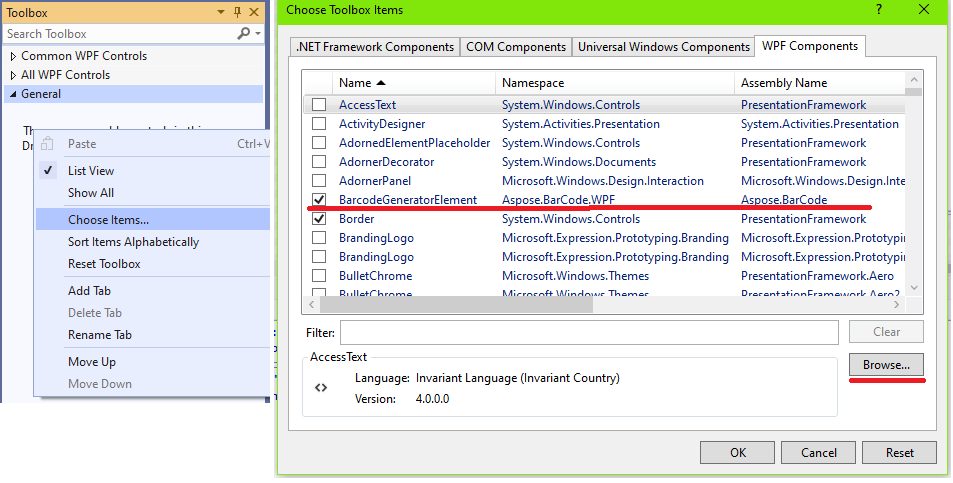 Toolbox
Search Toolbox
Common WPF Controls
All WPF Controls
General
Paste Ctrl+V
List View
Show All
Choose Items...
Sort Items Alphabetically
Reset Toolbox
Add Tab
Delete Tab
Rename Tab
Move Up
Move Down
Choose Toolbox Items
?
.NET Framework Components COM Components Universal Windows Components WPF Components
Name Namespace Assembly Name
AccessText System.Windows.Controls PresentationFramework
ActivityDesigner System.Activities.Presentation System.Activities.Presentation
AdornedElementPlaceholder System.Windows.Controls PresentationFramework
AdornerDecorator System.Windows.Documents PresentationFramework
AdornerPanel Microsoft.Windows.Design.Interaction Microsoft.Windows.Design.Inte
BarcodeGeneratorElement Aspose.BarCode.WPF Aspose.BarCode
Border System.Windows.Controls PresentationFramework
BrandingLogo Microsoft.Expression.Prototyping.Branding Microsoft.Expression.Prototypin
BrandingLogo Microsoft.Expression.Prototyping.Branding Microsoft.Expression.Prototypin
BulletChrome Microsoft.Windows.Themes PresentationFramework.Aero
BulletChrome Microsoft.Windows.Themes PresentationFramework.Aero2
Filter:
Clear
AccessText
Language: Invariant Language (Invariant Country)
Version: 4.0.0.0
Browse...
OK Cancel Reset